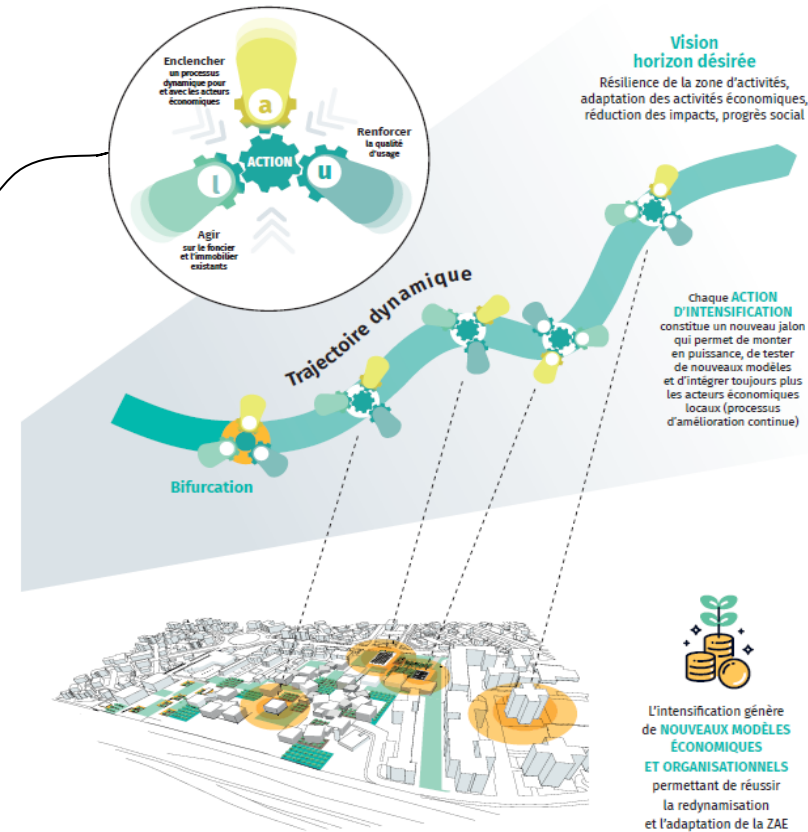 Enclencher
un processus
dynamique pour
et avec les acteurs
économiques
a
Renforcer
la qualité
d'usage
ACTION
l
u
Agir
sur le foncier
et l'immobilier
existants
Vision
horizon désirée
Résilience de la zone d'activités,
adaptation des activités économiques,
réduction des impacts, progrès social
Trajectoire dynamique
Chaque ACTION
D'INTENSIFICATION
constitue un nouveau jalon
qui permet de monter
en puissance, de tester
de nouveaux modèles
et d'intégrer toujours plus
les acteurs économiques
locaux (processus
d'amélioration continue)
Bifurcation
L'intensification génère
de NOUVEAUX MODÈLES
ÉCONOMIQUES
ET ORGANISATIONNELS
permettant de réussir
la redynamisation
et l'adaptation de la ZAE